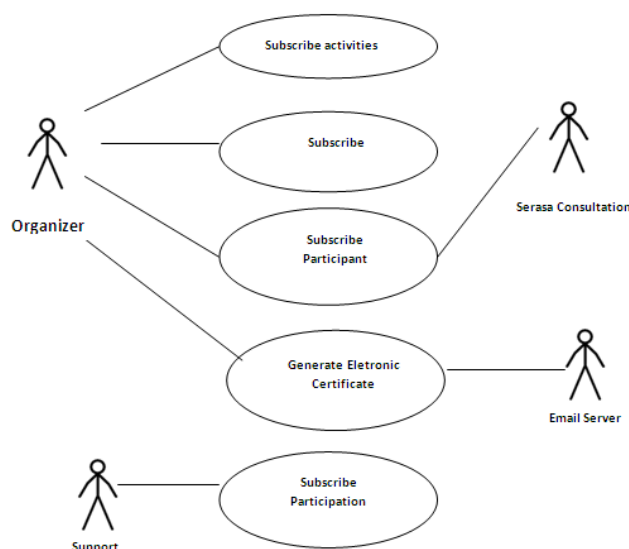 Subscribe activities
Subscribe
Organizer
Subscribe
Participant
Serasa Consultation
Generate Eletronic
Certificate
Email Server
Subscribe
Participation
Support